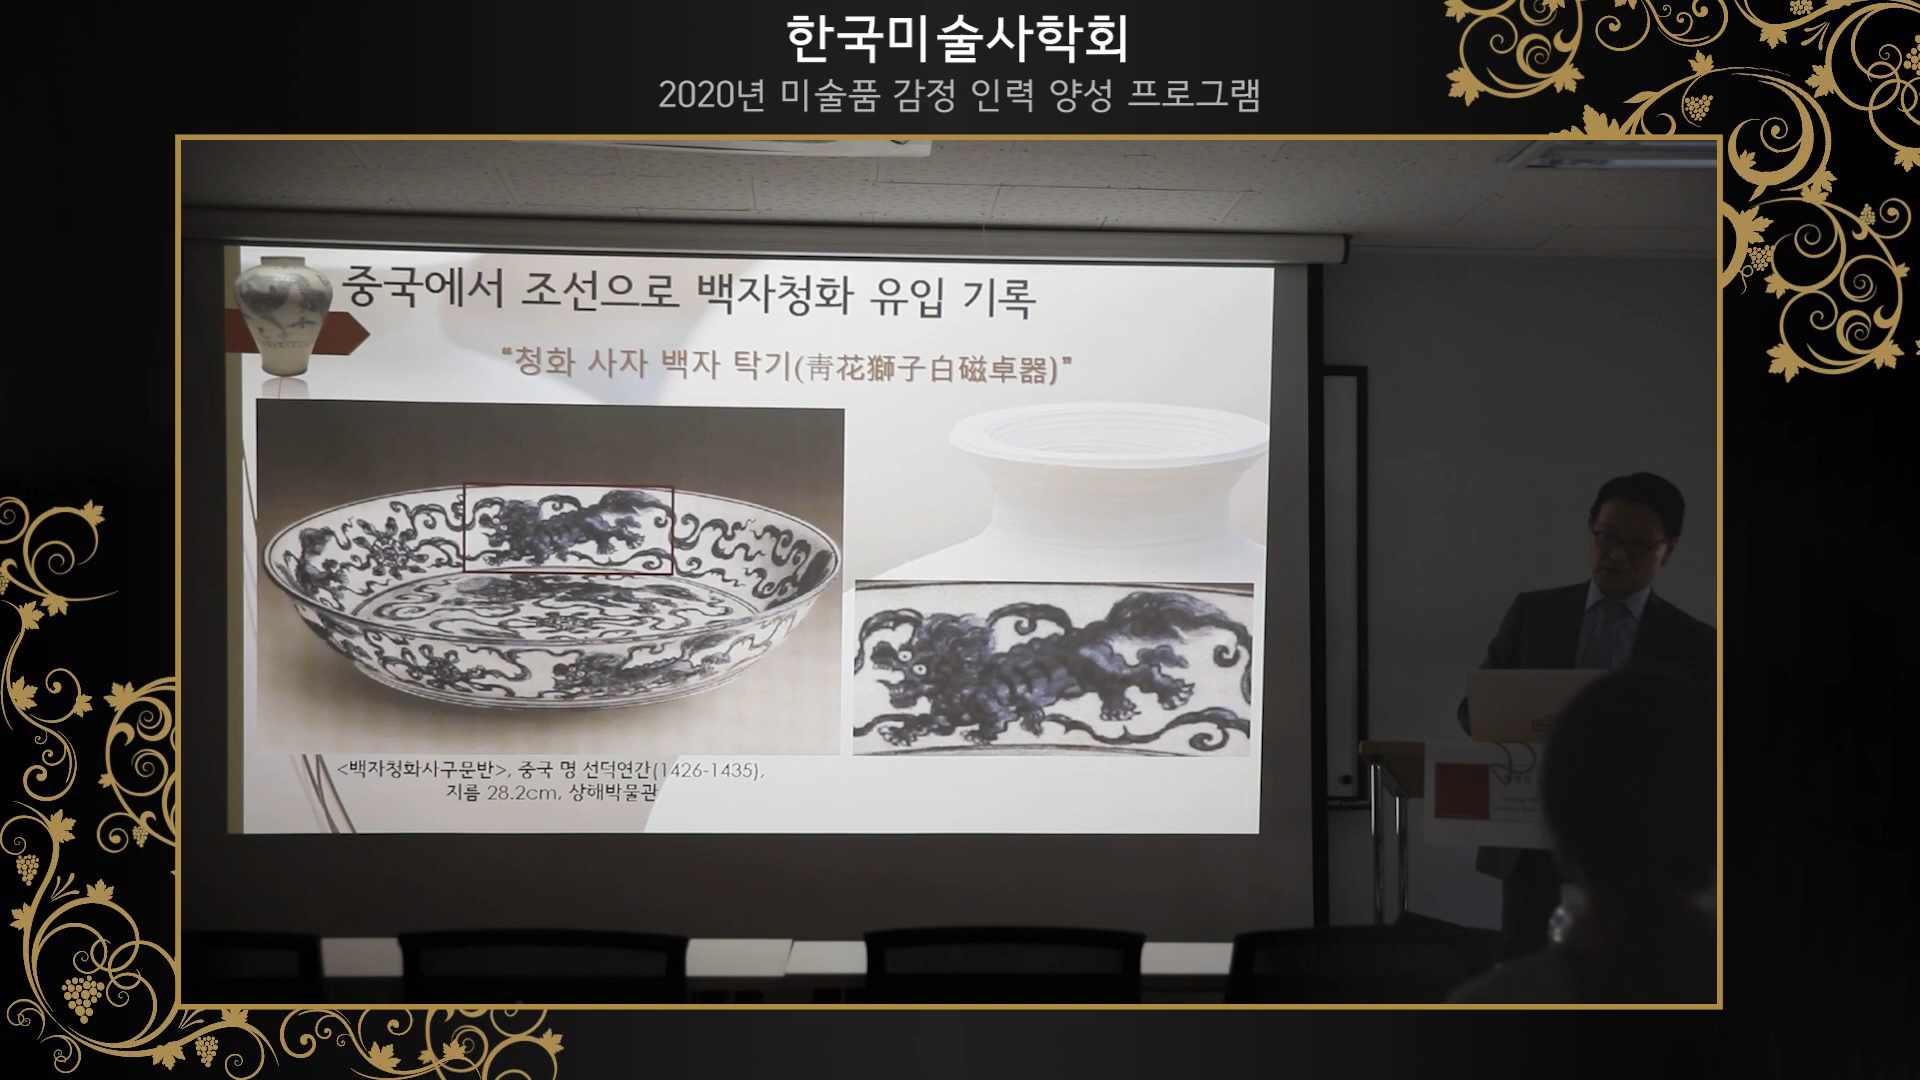 한국미술사학회
2020년 미술품 감정 인력 양성 프로그램
중국에서 조선으로 백자청화 유입 기록
“청화 사자 백자 탁기(靑花獅子白磁卓器)”
<백자청화사구문반>, 중국 명 선덕연간(1426-1435),
지름 28.2cm, 상해박물관